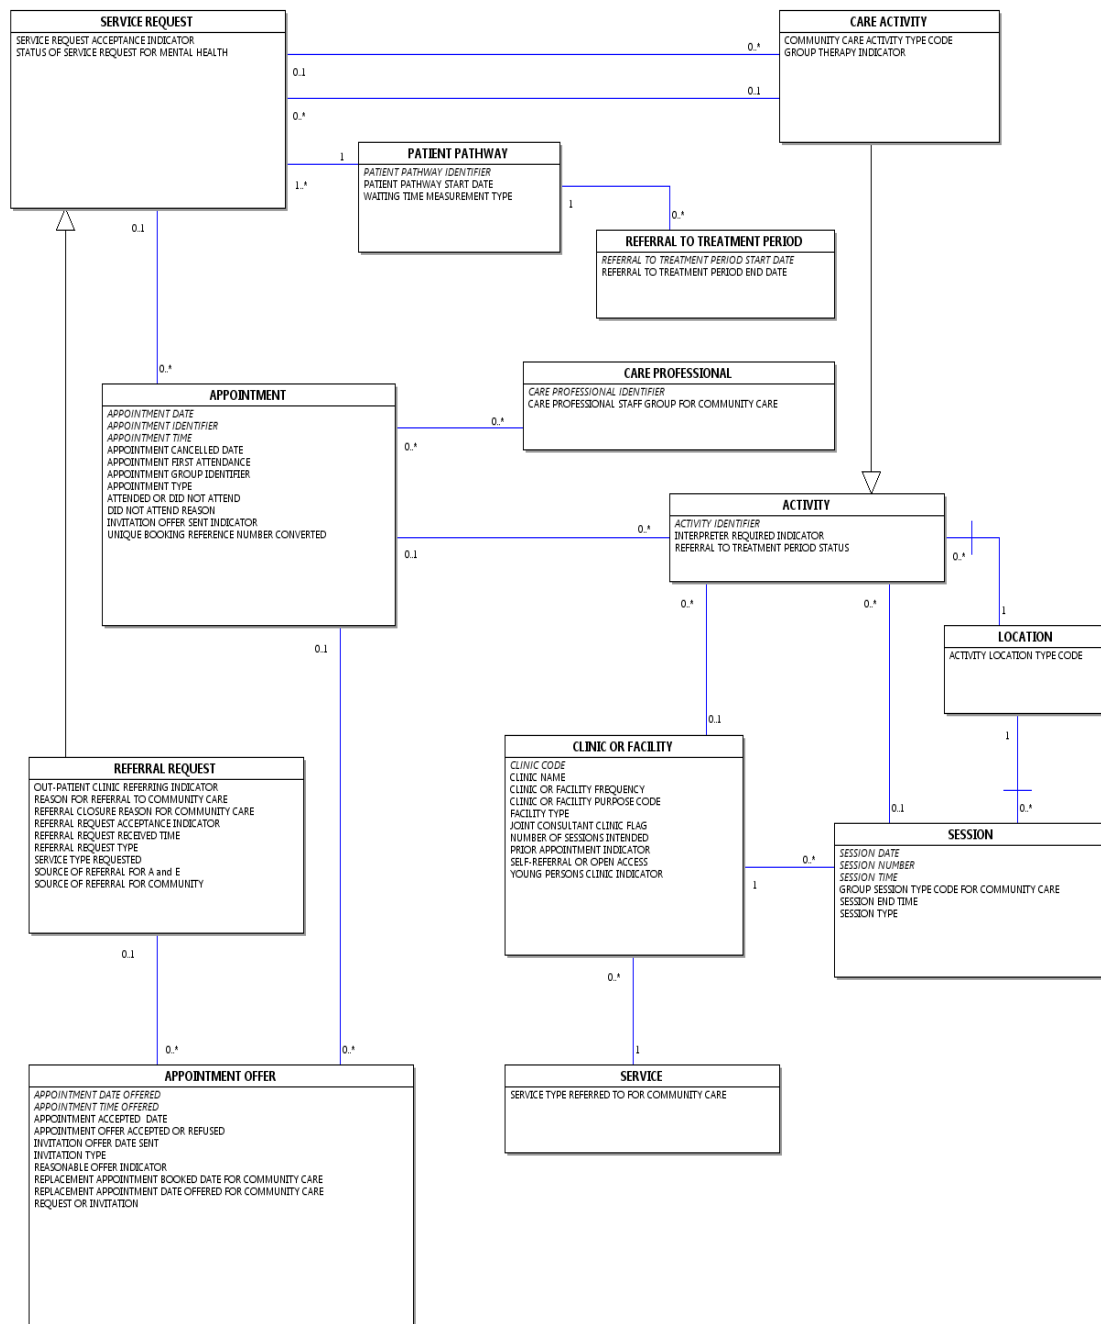 SERVICE REQUEST
SERVICE REQUEST ACCEPTANCE INDICATOR
STATUS OF SERVICE REQUEST FOR MENTAL HEALTH
CARE ACTIVITY
COMMUNITY CARE ACTIVITY TYPE CODE
GROUP THERAPY INDICATOR
0..*
0..1
0..1
0..*
1
1..*
PATIENT PATHWAY
PATIENT PATHWAY IDENTIFIER
PATIENT PATHWAY START DATE
WAITING TIME MEASUREMENT TYPE
1
0..*
REFERRAL TO TREATMENT PERIOD
REFERRAL TO TREATMENT PERIOD START DATE
REFERRAL TO TREATMENT PERIOD END DATE
0..1
0..*
APPOINTMENT
APPOINTMENT DATE
APPOINTMENT IDENTIFIER
APPOINTMENT TIME
APPOINTMENT CANCELLED DATE
APPOINTMENT FIRST ATTENDANCE
APPOINTMENT GROUP IDENTIFIER
APPOINTMENT TYPE
ATTENDED OR DID NOT ATTEND
DID NOT ATTEND REASON
INVITATION OFFER SENT INDICATOR
UNIQUE BOOKING REFERENCE NUMBER CONVERTED
CARE PROFESSIONAL
CARE PROFESSIONAL IDENTIFIER
CARE PROFESSIONAL STAFF GROUP FOR COMMUNITY CARE
0..*
0..*
ACTIVITY
ACTIVITY IDENTIFIER
INTERPRETER REQUIRED INDICATOR
REFERRAL TO TREATMENT PERIOD STATUS
0..*
0..1
0..*
1
LOCATION
ACTIVITY LOCATION TYPE CODE
0..*
0..*
0..1
0..1
1
0..*
0..1
CLINIC OR FACILITY
CLINIC CODE
CLINIC NAME
CLINIC OR FACILITY FREQUENCY
CLINIC OR FACILITY PURPOSE CODE
FACILITY TYPE
JOINT CONSULTANT CLINIC FLAG
NUMBER OF SESSIONS INTENDED
PRIOR APPOINTMENT INDICATOR
SELF-REFERRAL OR OPEN ACCESS
YOUNG PERSONS CLINIC INDICATOR
SESSION
SESSION DATE
SESSION NUMBER
SESSION TIME
GROUP SESSION TYPE CODE FOR COMMUNITY CARE
SESSION END TIME
SESSION TYPE
0..*
1
REFERRAL REQUEST
OUT-PATIENT CLINIC REFERRING INDICATOR
REASON FOR REFERRAL TO COMMUNITY CARE
REFERRAL CLOSURE REASON FOR COMMUNITY CARE
REFERRAL REQUEST ACCEPTANCE INDICATOR
REFERRAL REQUEST RECEIVED TIME
REFERRAL REQUEST TYPE
SERVICE TYPE REQUESTED
SOURCE OF REFERRAL FOR A and E
SOURCE OF REFERRAL FOR COMMUNITY
0..1
0..*
0..*
0..*
1
APPOINTMENT OFFER
APPOINTMENT DATE OFFERED
APPOINTMENT TIME OFFERED
APPOINTMENT ACCEPTED DATE
APPOINTMENT OFFER ACCEPTED OR REFUSED
INVITATION OFFER DATE SENT
INVITATION TYPE
REASONABLE OFFER INDICATOR
REPLACEMENT APPOINTMENT BOOKED DATE FOR COMMUNITY CARE
REPLACEMENT APPOINTMENT DATE OFFERED FOR COMMUNITY CARE
REQUEST OR INVITATION
SERVICE
SERVICE TYPE REFERRED TO FOR COMMUNITY CARE